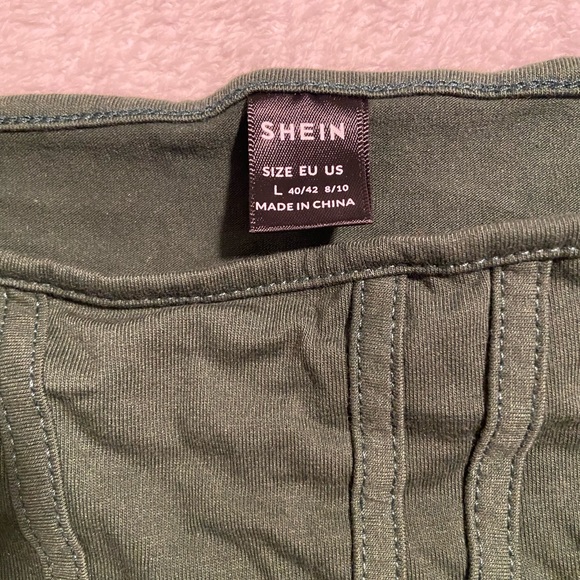 SHEIN
SIZE EU US
L 40/42 8/10
MADE IN CHINA